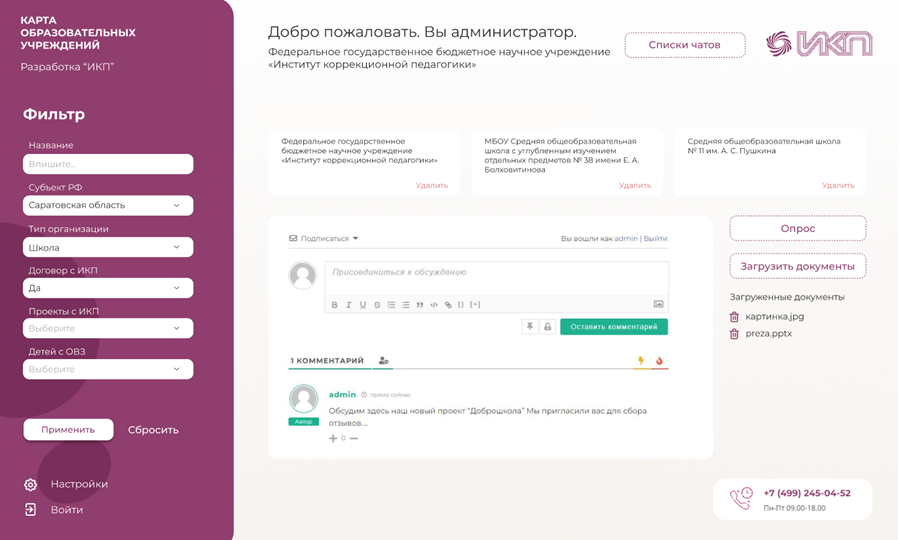 КАРТА
ОБРАЗОВАТЕЛЬНЫХ
УЧРЕЖДЕНИЙ
Разработка “ИКП”
Фильтр
Название
Впишите...
Субъект РФ
Саратовская область
Тип организации
Школа
Договор с ИКП
Да
Проекты с ИКП
Выберите
Детей с ОВЗ
Выберите
Применить
Сбросить
Настройки
Войти
Добро пожаловать. Вы администратор.
Федеральное государственное бюджетное научное учреждение
«Институт коррекционной педагогики»
Списки чатов
ИКП
Федеральное государственное
бюджетное научное учреждение
«Институт коррекционной педагогики»
Удалить
МБОУ Средняя общеобразовательная
школа с углубленным изучением
отдельных предметов № 38 имени Е. А.
Болховитинова
Удалить
Средняя общеобразовательная школа
№ 11 им. А. С. Пушкина
Удалить
Подписаться
Вы вошли как admin | Выйти
Присоединиться к обсуждению
B I U S {} [+]
Оставить комментарий
1 КОММЕНТАРИЙ
admin
прямо сейчас
Автор
Обсудим здесь наш новый проект “Доброшкола” Мы пригласили вас для сбора
отзывов....
0
Опрос
Загрузить документы
Загруженные документы
картинка.jpg
preza.pptx
+7 (499) 245-04-52
Пн-Пт 09.00-18.00